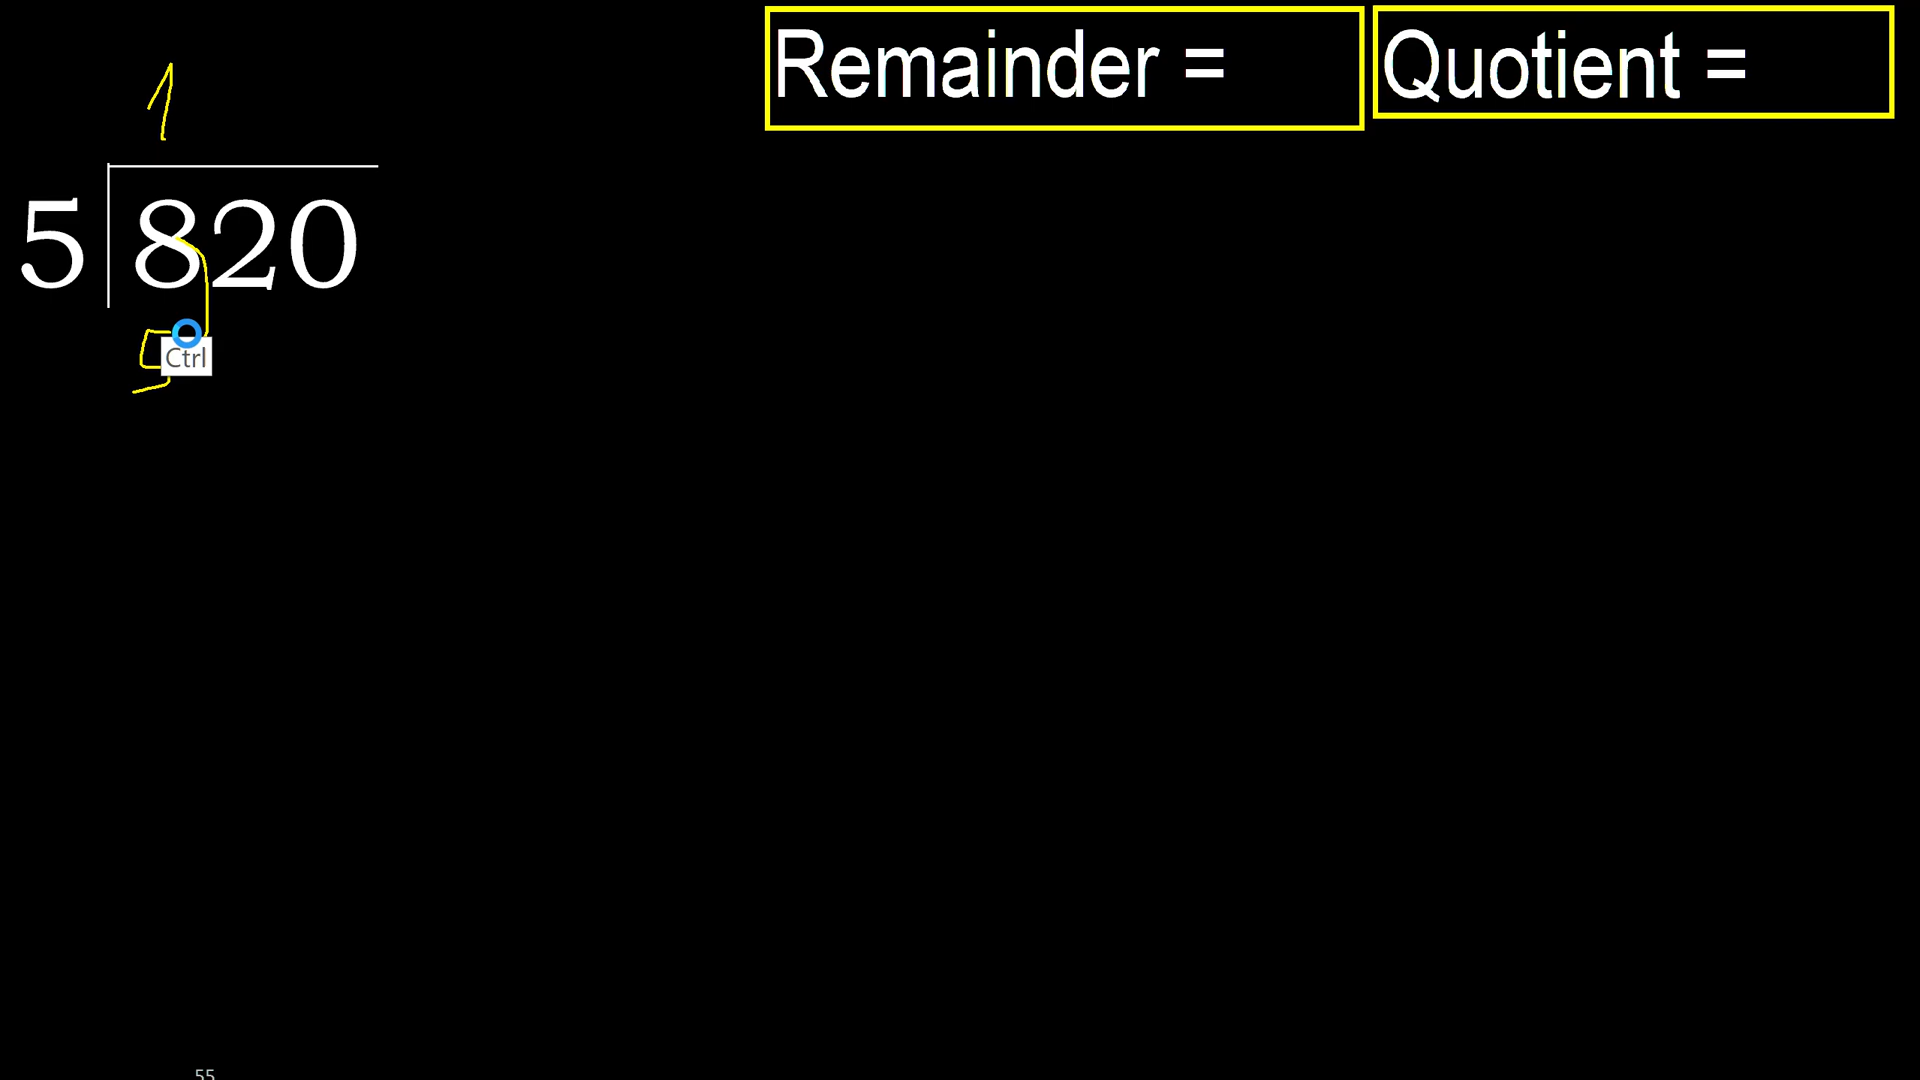 Remainder =
Quotient =
1
5 820
5
Ctrl
55